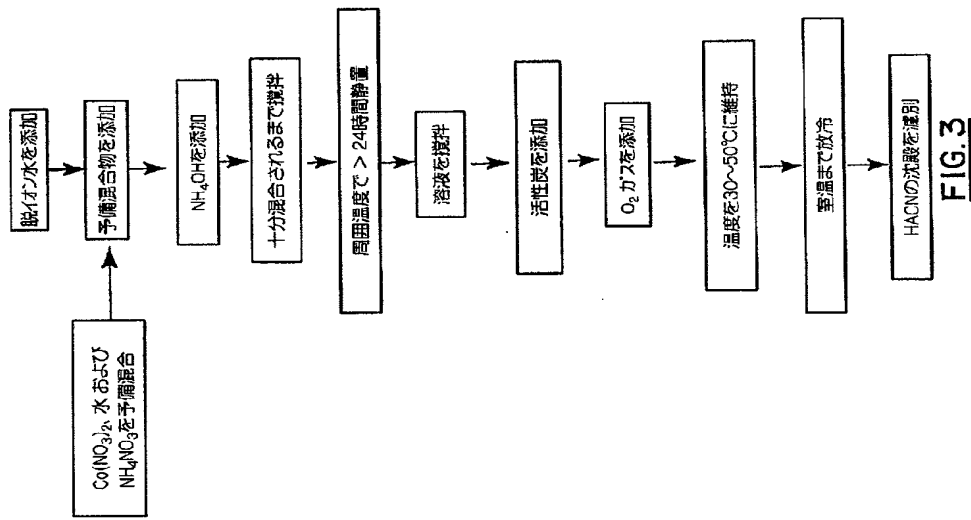 脱イオン水を添加
Co(NO3)2、水および
NH4NO3を予備混合
予備混合物を添加
NH4OHを添加
十分混合されるまで撹拌
周囲温度で > 24時間静置
溶液を撹拌
活性炭を添加
O2ガスを添加
温度を30〜50℃に維持
室温まで放冷
HACNの沈殿を濾別
FIG.3